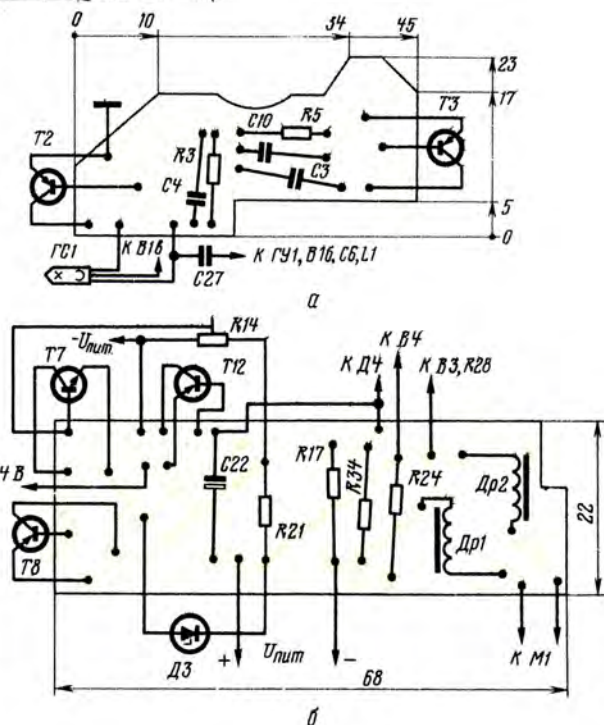 0 10 34 45
23
17
5
0
T2
T3
C10
R5
R3
C4
C3
ГС1
К В1в
C27
К ГУ1, В1б, С6, L1
а
-Uпит.
R14
T7
T12
К Д4
К В4
К В3, R28
C22
R17
R34
R24
Др2
Др1
22
4 В
T8
R21
Д3
+
Uпит
-
К М1
68
б